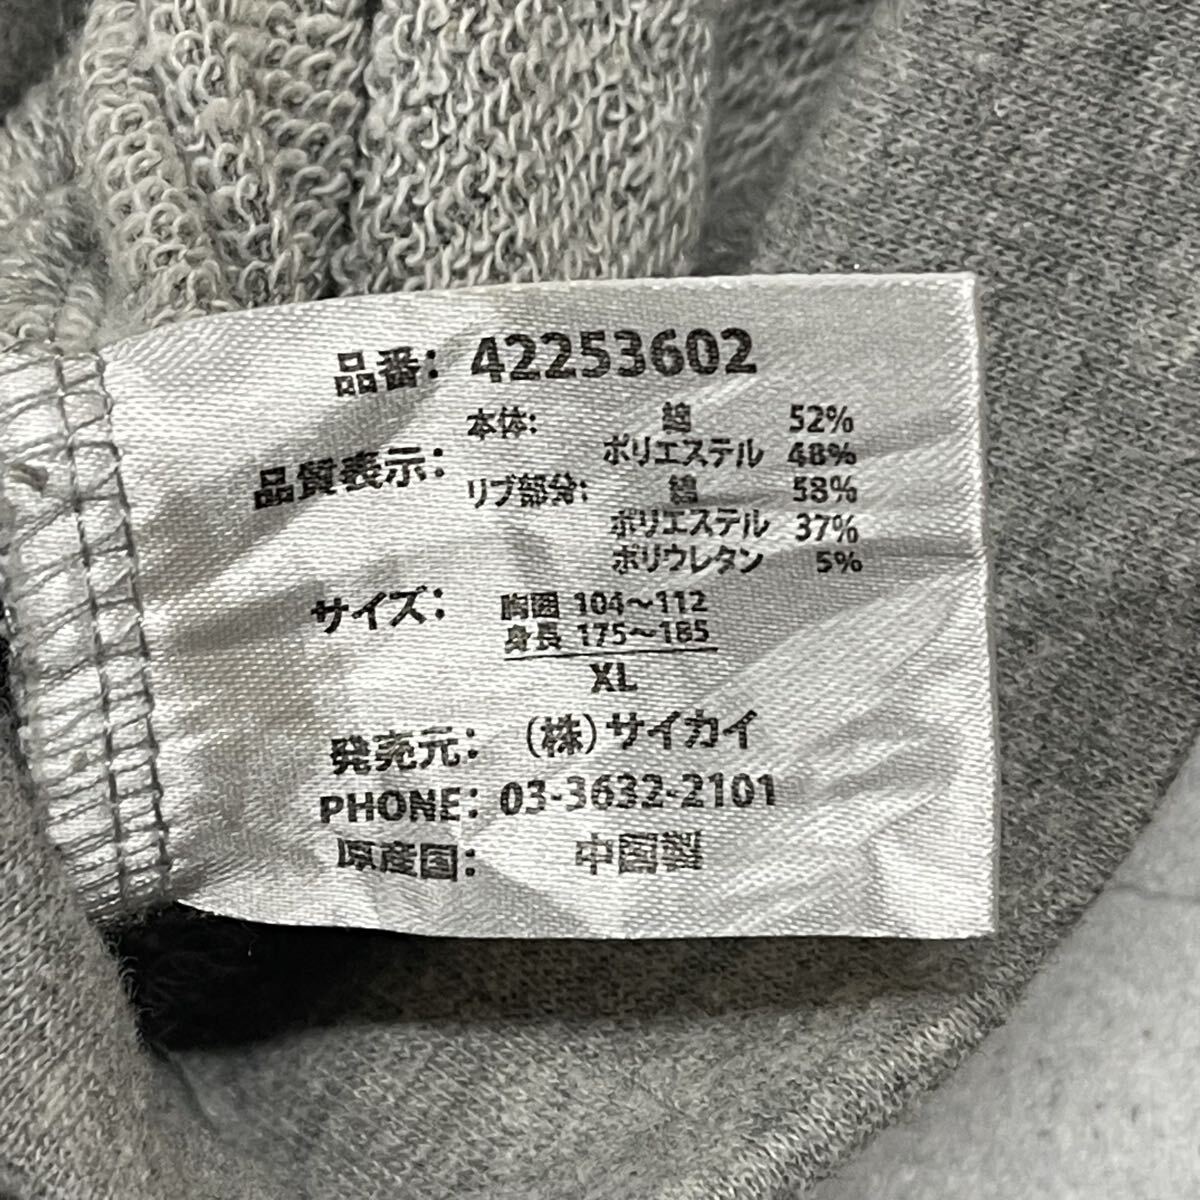 品番: 42253602
品質表示:
本体: 綿 52%
ポリエステル 48%
リブ部分: 綿 58%
ポリエステル 37%
ポリウレタン 5%
サイズ: 胸囲 104～112
身長 175～185
XL
発売元: (株)サイカイ
PHONE: 03-3632-2101
原産国: 中国製